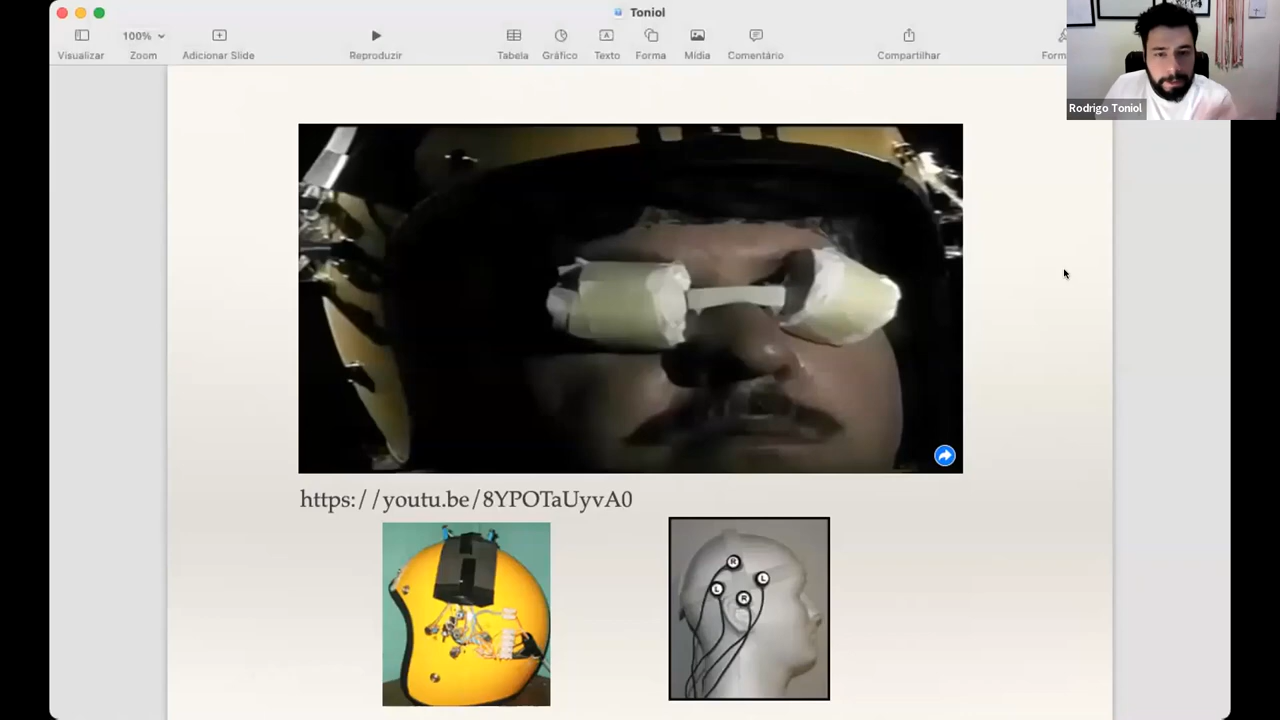 Toniol
100%
Visualizar
Zoom
Adicionar Slide
Reproduzir
Tabela
Gráfico
Texto
Forma
Mídia
Comentário
Compartilhar
Form
Rodrigo Toniol
https://youtu.be/8YPOTaUyvA0
R
L
L
R